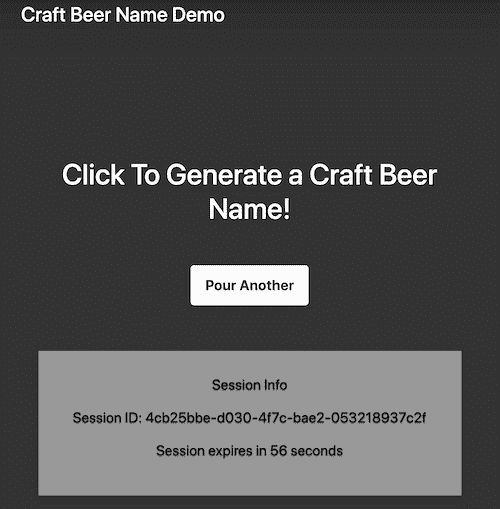 Craft Beer Name Demo
Click To Generate a Craft Beer
Name!
Pour Another
Session Info
Session ID: 4cb25bbe-d030-4f7c-bae2-053218937c2f
Session expires in 56 seconds